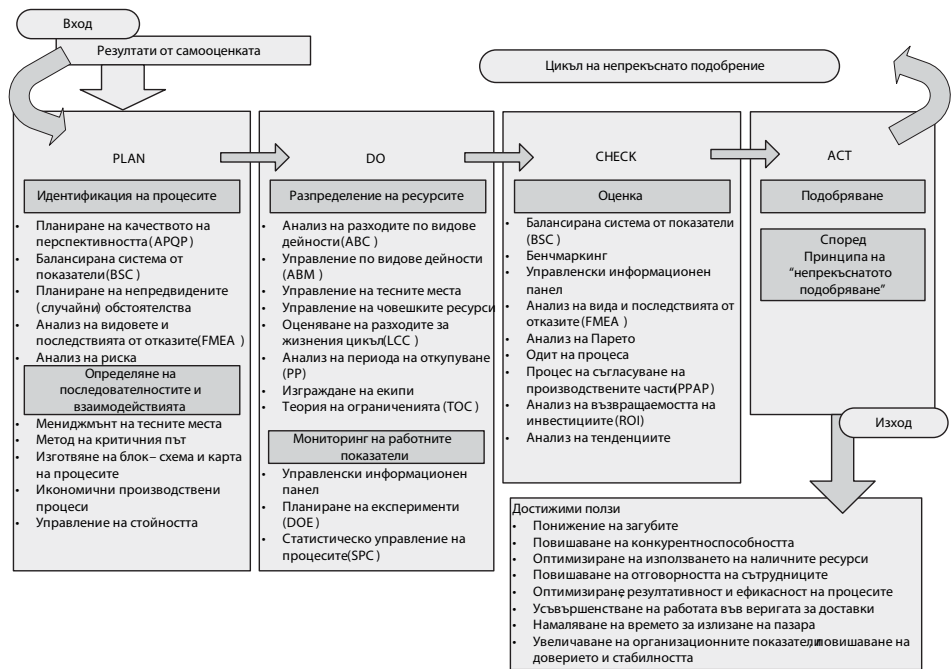 Вход
Резултати от самооценката
Цикъл на непрекъснато подобрение
PLAN
Идентификация на процесите
• Планиране на качеството на
перспективността (APQP)
• Балансирана система от
показатели (BSC)
• Планиране на непредвидените
(случайни) обстоятелства
• Анализ на видовете и
последствията от отказите (FMEA )
• Анализ на риска
Определяне на
последователностите и
взаимодействията
• Мениджмънт на тесните места
• Метод на критичния път
• Изготвяне на блок– схема и карта
на процесите
• Икономични производствени
процеси
• Управление на стойността
DO
Разпределение на ресурсите
• Анализ на разходите по видове
дейности (ABC)
• Управление по видове дейности
(ABM )
• Управление на тесните места
• Управление на човешките ресурси
• Оценяване на разходите за
жизнения цикъл (LCC )
• Анализ на периода на откупуване
(PP)
• Изграждане на екипи
• Теория на ограниченията (TOC )
Мониторинг на работните
показатели
• Управленски информационен
панел
• Планиране на експерименти
(DOE )
• Статистическо управление на
процесите (SPC)
CHECK
Оценка
• Балансирана система от показатели
(BSC )
• Бенчмаркинг
• Управленски информационен
панел
• Анализ на вида и последствията от
отказите (FMEA )
• Анализ на Парето
• Одит на процеса
• Процес на съгласуване на
производствените части (PPAP)
• Анализ на възвращаемостта на
инвестициите (ROI)
• Анализ на тенденциите
ACT
Подобряване
Според
Принципа на
“непрекъснатото
подобряване”
Изход
Достижими ползи
• Понижение на загубите
• Повишаване на конкурентноспособността
• Оптимизиране на използването на наличните ресурси
• Повишаване на отговорността на сътрудниците
• Оптимизиране, резултативност и ефикасност на процесите
• Усъвършенстване на работата във веригата за доставки
• Намаляване на времето за излизане на пазара
• Увеличаване на организационните показатели, повишаване на
доверието и стабилността